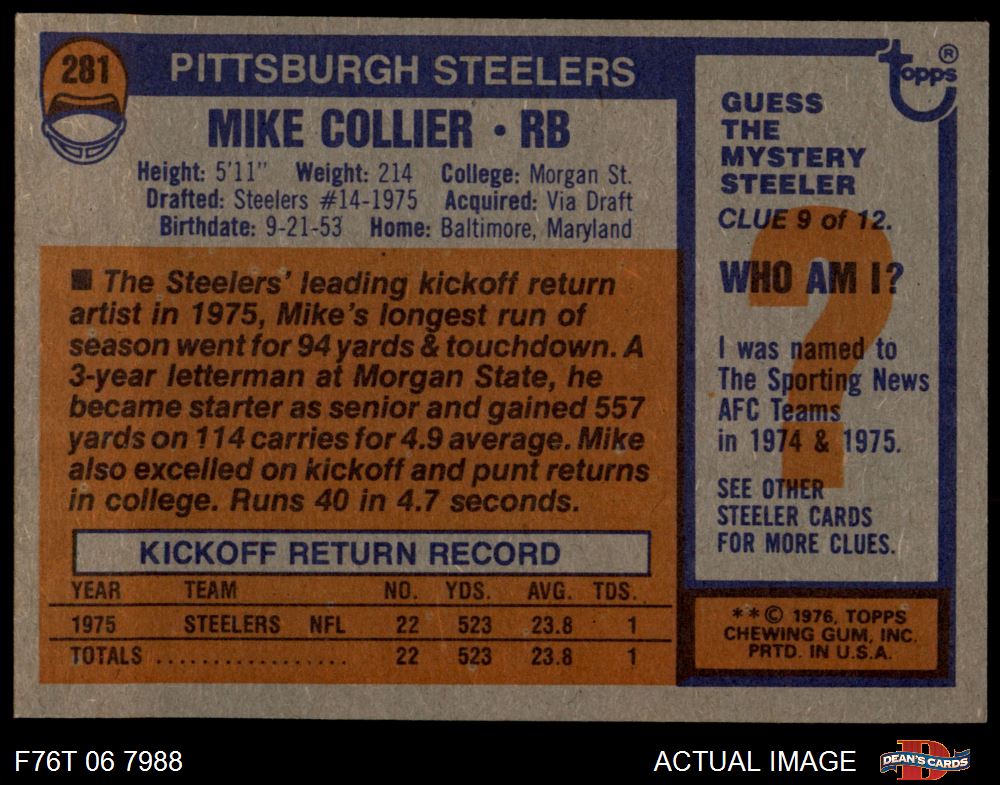 281
PITTSBURGH STEELERS
MIKE COLLIER • RB
Height: 5'11" Weight: 214 College: Morgan St.
Drafted: Steelers #14-1975 Acquired: Via Draft
Birthdate: 9-21-53 Home: Baltimore, Maryland
■ The Steelers' leading kickoff return
artist in 1975, Mike's longest run of
season went for 94 yards & touchdown. A
3-year letterman at Morgan State, he
became starter as senior and gained 557
yards on 114 carries for 4.9 average. Mike
also excelled on kickoff and punt returns
in college. Runs 40 in 4.7 seconds.
KICKOFF RETURN RECORD
YEAR TEAM NO. YDS. AVG. TDS.
1975 STEELERS NFL 22 523 23.8 1
TOTALS .................. 22 523 23.8 1
topps®
GUESS
THE
MYSTERY
STEELER
CLUE 9 of 12.
?
WHO AM I?
I was named to
The Sporting News
AFC Teams
in 1974 & 1975.
SEE OTHER
STEELER CARDS
FOR MORE CLUES.
**© 1976, TOPPS
CHEWING GUM, INC.
PRTD. IN U.S.A.
F76T 06 7988
ACTUAL IMAGE
D
DEAN'S CARDS